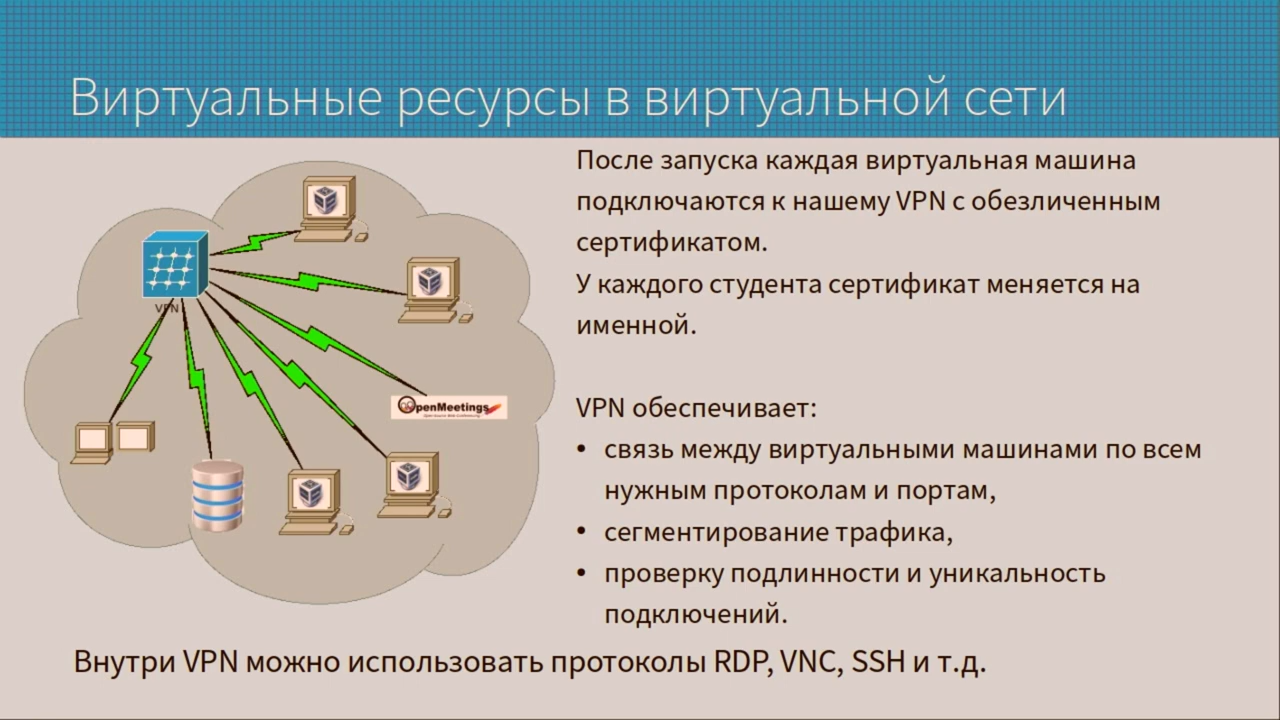 Виртуальные ресурсы в виртуальной сети
После запуска каждая виртуальная машина
подключаются к нашему VPN с обезличенным
сертификатом.
У каждого студента сертификат меняется на
именной.
VPN обеспечивает:
• связь между виртуальными машинами по всем
нужным протоколам и портам,
• сегментирование трафика,
• проверку подлинности и уникальность
подключений.
VPN
OpenMeetings
Внутри VPN можно использовать протоколы RDP, VNC, SSH и т.д.